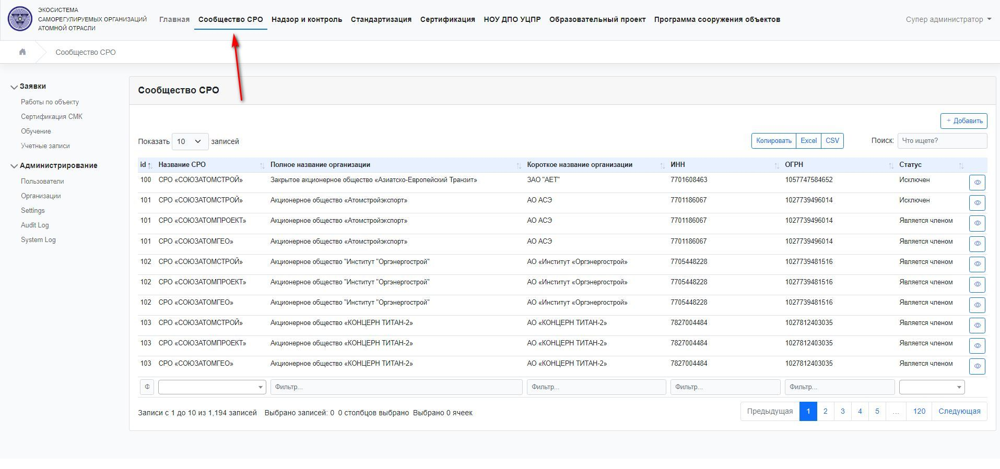 ЭКОСИСТЕМА
САМОРЕГУЛИРУЕМЫХ ОРГАНИЗАЦИЙ
АТОМНОЙ ОТРАСЛИ
Главная Сообщество СРО Надзор и контроль Стандартизация Сертификация НОУ ДПО УЦПР Образовательный проект Программа сооружения объектов Супер администратор
Сообщество СРО
Заявки
Работы по объекту
Сертификация СМК
Обучение
Учетные записи
Администрирование
Пользователи
Организации
Settings
Audit Log
System Log
Сообщество СРО
+ Добавить
Показать 10 записей Копировать Excel CSV Поиск: Что ищете?
id Название СРО Полное название организации Короткое название организации ИНН ОГРН Статус
100 СРО «СОЮЗАТОМСТРОЙ» Закрытое акционерное общество «Азиатско-Европейский Транзит» ЗАО "АЕТ" 7701608463 1057747584652 Исключен
101 СРО «СОЮЗАТОМСТРОЙ» Акционерное общество «Атомстройэкспорт» АО АСЭ 7701186067 1027739496014 Исключен
101 СРО «СОЮЗАТОМПРОЕКТ» Акционерное общество «Атомстройэкспорт» АО АСЭ 7701186067 1027739496014 Является членом
101 СРО «СОЮЗАТОМГЕО» Акционерное общество «Атомстройэкспорт» АО АСЭ 7701186067 1027739496014 Является членом
102 СРО «СОЮЗАТОМСТРОЙ» Акционерное общество "Институт "Оргэнергострой" АО «Институт «Оргэнергострой» 7705448228 1027739481516 Является членом
102 СРО «СОЮЗАТОМПРОЕКТ» Акционерное общество "Институт "Оргэнергострой" АО «Институт «Оргэнергострой» 7705448228 1027739481516 Является членом
102 СРО «СОЮЗАТОМГЕО» Акционерное общество "Институт "Оргэнергострой" АО «Институт «Оргэнергострой» 7705448228 1027739481516 Является членом
103 СРО «СОЮЗАТОМСТРОЙ» Акционерное общество «КОНЦЕРН ТИТАН-2» АО «КОНЦЕРН ТИТАН-2» 7827004484 1027812403035 Является членом
103 СРО «СОЮЗАТОМПРОЕКТ» Акционерное общество «КОНЦЕРН ТИТАН-2» АО «КОНЦЕРН ТИТАН-2» 7827004484 1027812403035 Является членом
103 СРО «СОЮЗАТОМГЕО» Акционерное общество «КОНЦЕРН ТИТАН-2» АО «КОНЦЕРН ТИТАН-2» 7827004484 1027812403035 Является членом
Ф Фильтр... Фильтр... Фильтр... Фильтр...
Записи с 1 до 10 из 1,194 записей Выбрано записей: 0 0 столбцов выбрано Выбрано 0 ячеек Предыдущая 1 2 3 4 5 … 120 Следующая